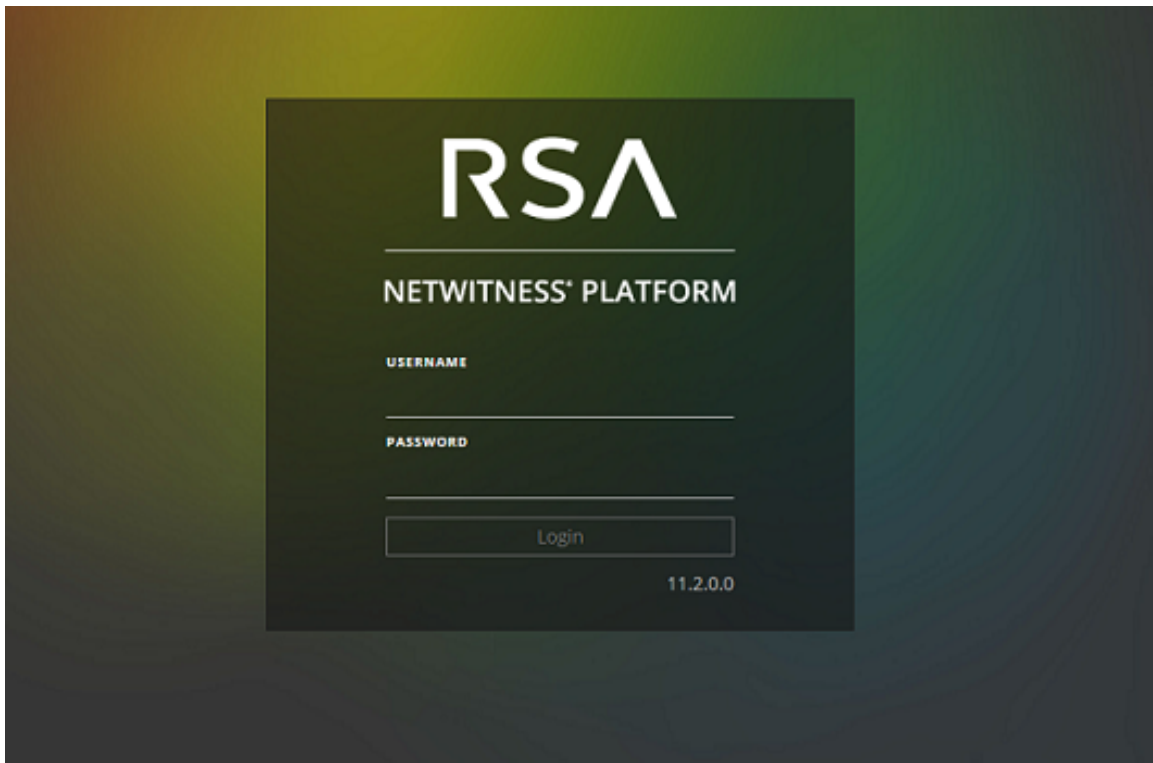 RSA
NETWITNESS® PLATFORM
USERNAME
PASSWORD
Login
11.2.0.0